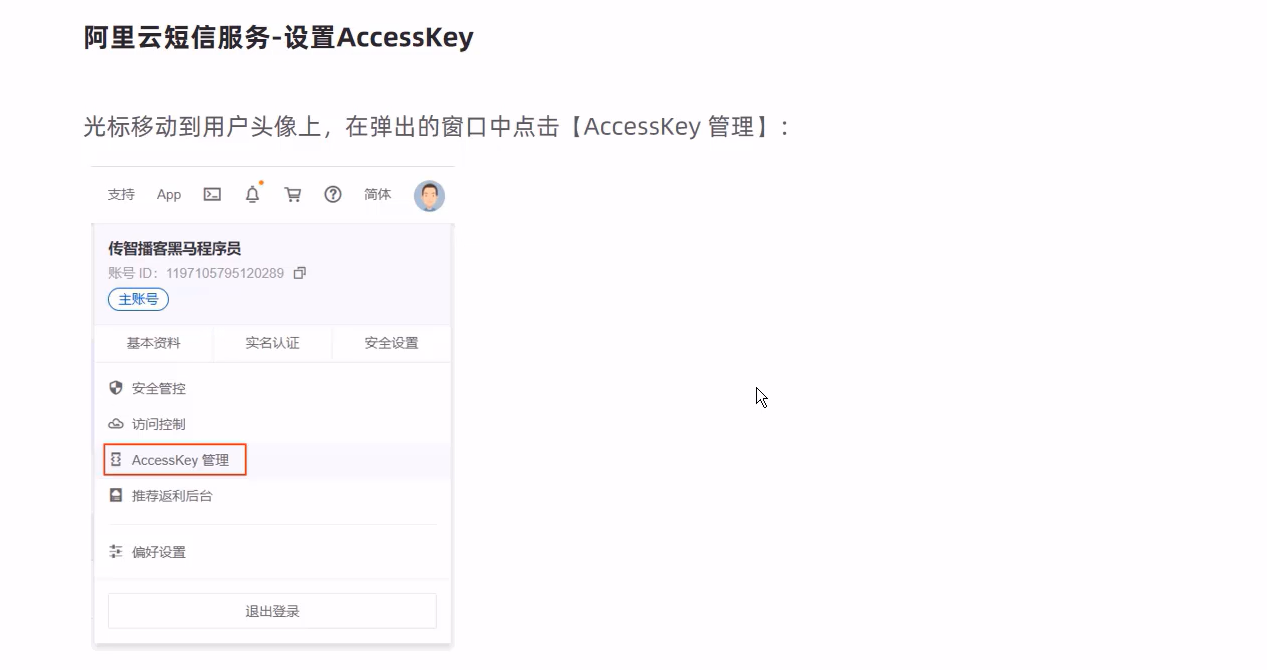 阿里云短信服务-设置AccessKey
光标移动到用户头像上，在弹出的窗口中点击【AccessKey 管理】：
支持 App 简体
传智播客黑马程序员
账号 ID：1197105795120289
主账号
基本资料 实名认证 安全设置
安全管控
访问控制
AccessKey 管理
推荐返利后台
偏好设置
退出登录